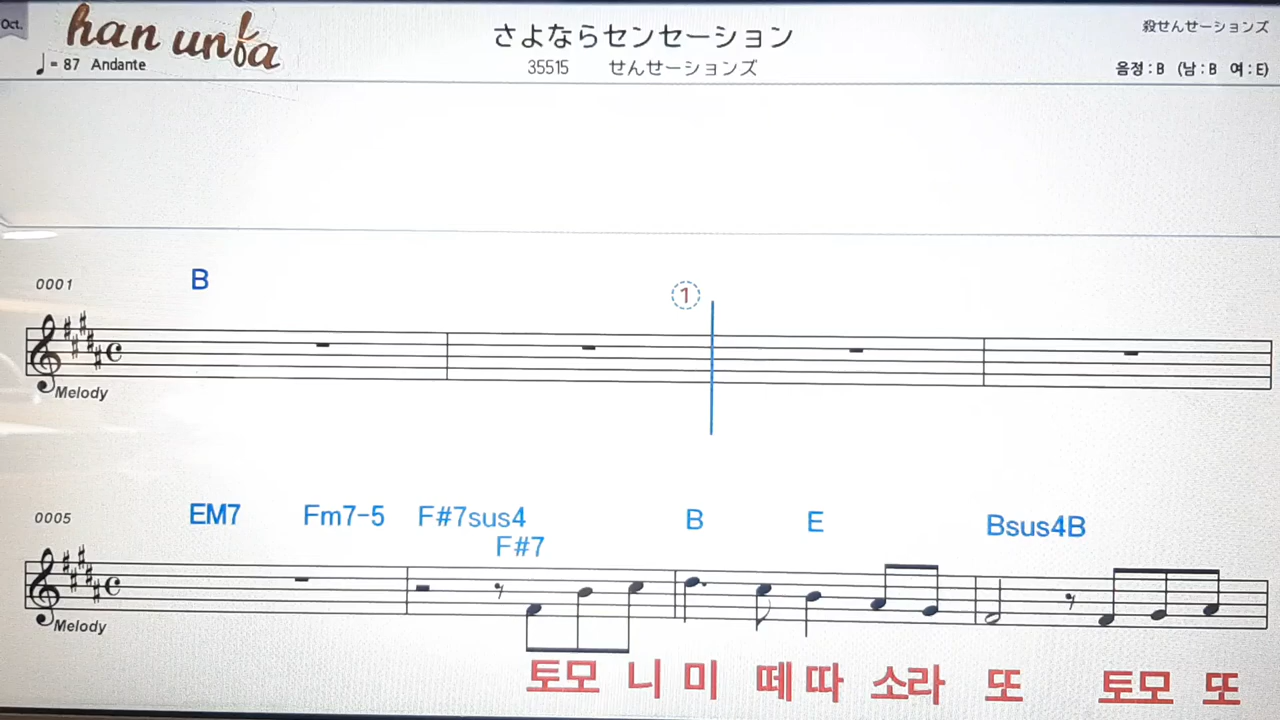 Oct.
han unba
さよならセンセーション
殺せんせーションズ
♩= 87 Andante
35515 せんせーションズ
음정 : B (남 : B 여 : E)
0001
B
1
Melody
0005
EM7 Fm7-5 F#7sus4 B E Bsus4B
F#7
Melody
토모 니 미 떼 따 소라 또 토모 또